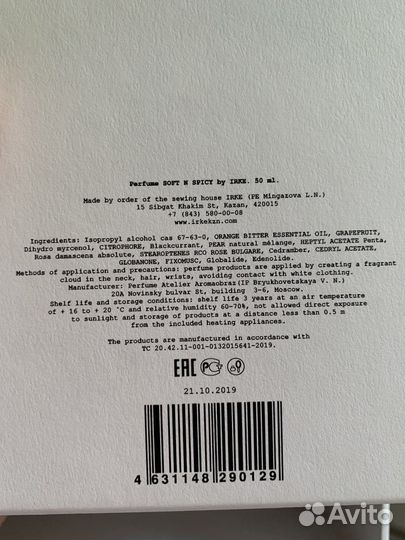 Perfume SOFT N SPICY by IRKE. 50 ml.
Made by order of the sewing house IRKE (PE Mingazova L.N.)
15 Sibgat Khakim St, Kazan, 420015
+7 (843) 580-00-08
www.irkekzn.com
Ingredients: Isopropyl alcohol cas 67-63-0, ORANGE BITTER ESSENTIAL OIL, GRAPEFRUIT,
Dihydro myrcenol, CITROPHORE, Blackcurrant, PEAR natural mélange, HEPTYL ACETATE Penta,
Rosa damascena absolute, STEAROPTENES RCO ROSE BULGARE, Cedramber, CEDRYL ACETATE,
GLOBANONE, FIXOMUSC, Globalide, Edenolide.
Methods of application and precautions: perfume products are applied by creating a fragrant
cloud in the neck, hair, wrists, avoiding contact with white clothing.
Manufacturer: Perfume Atelier Aromaobraz (IP Bryukhovetskaya V. N.)
20A Novinsky bulvar St, building 3-6, Moscow.
Shelf life and storage conditions: shelf life 3 years at an air temperature
of + 16 to + 20 °C and relative humidity 60-70%, not allowed direct exposure
to sunlight and storage of products at a distance less than 0.5 m
from the included heating appliances.
The products are manufactured in accordance with
TC 20.42.11-001-0132015641-2019.
EAC PCT
21.10.2019
4 631148 290129
Avito